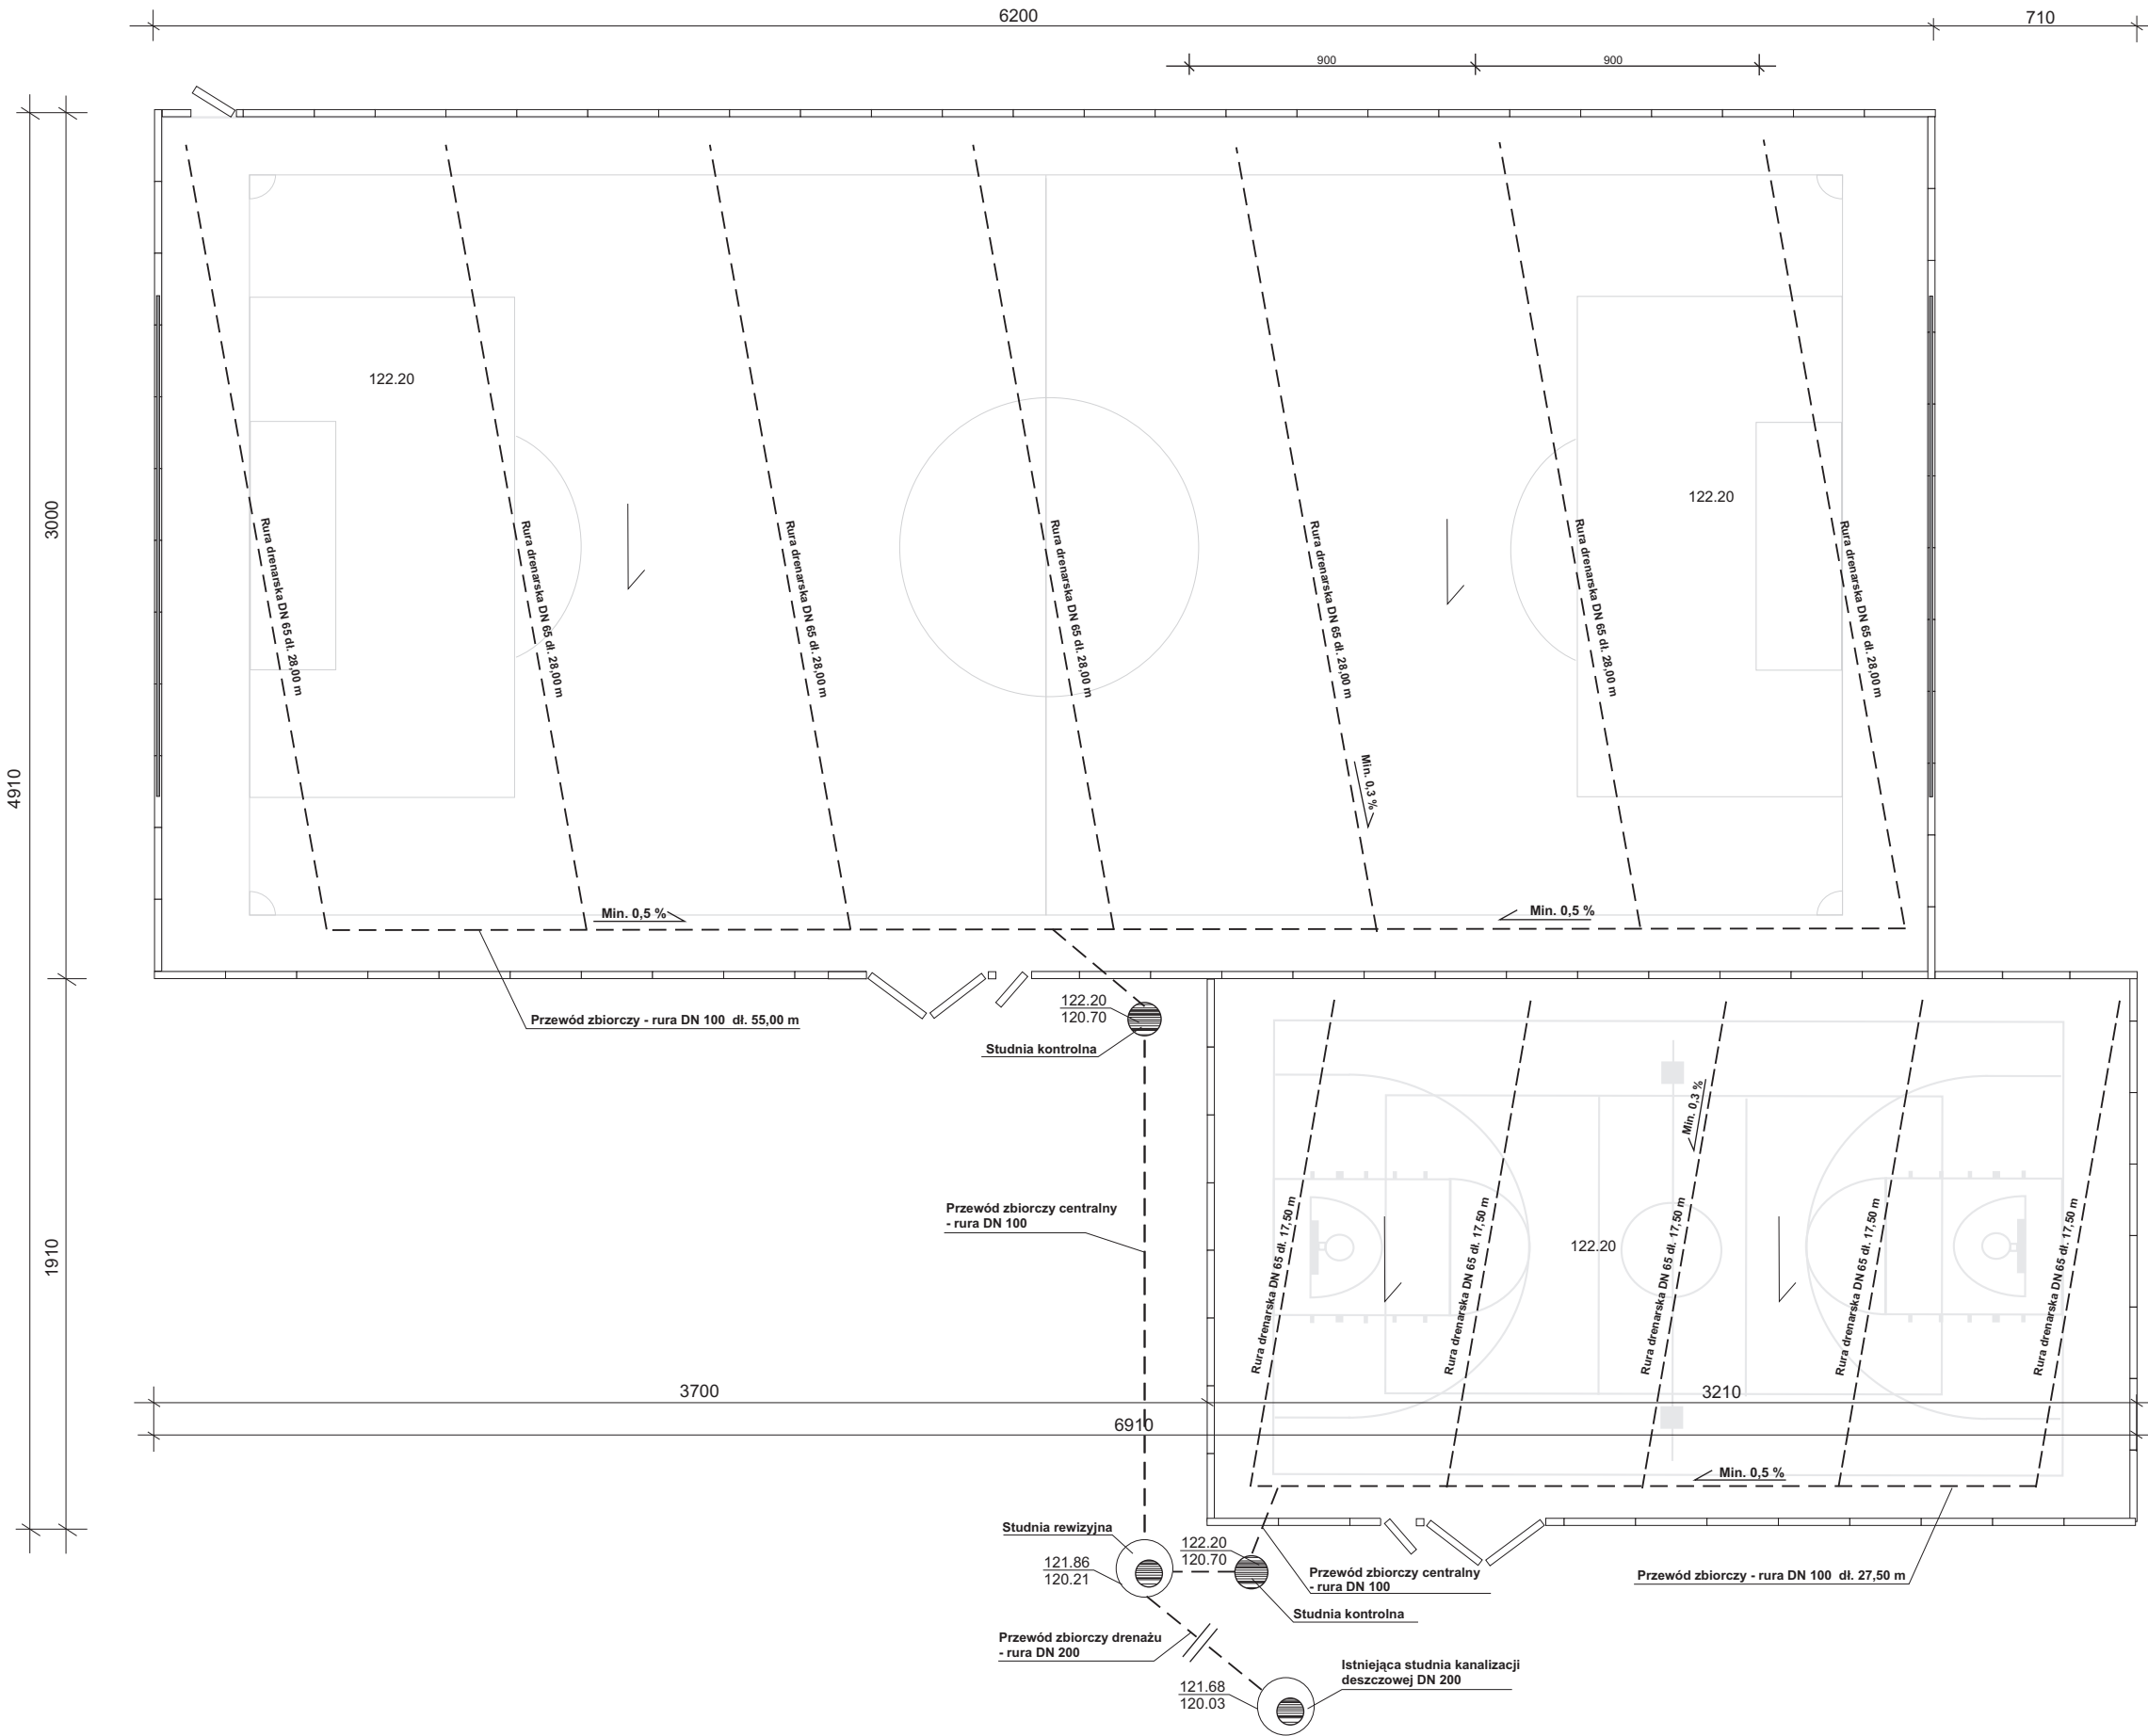 6200
710
900
900
122.20
122.20
3000
4910
Rura drenarska DN 65 dł. 28,00 m
Rura drenarska DN 65 dł. 28,00 m
Rura drenarska DN 65 dł. 28,00 m
Rura drenarska DN 65 dł. 28,00 m
Rura drenarska DN 65 dł. 28,00 m
Rura drenarska DN 65 dł. 28,00 m
Rura drenarska DN 65 dł. 28,00 m
Min. 0,3 %
Min. 0,5 %
Min. 0,5 %
Przewód zbiorczy - rura DN 100 dł. 55,00 m
122.20
120.70
Studnia kontrolna
Min. 0,3 %
Przewód zbiorczy centralny
- rura DN 100
1910
122.20
Rura drenarska DN 65 dł. 17,50 m
Rura drenarska DN 65 dł. 17,50 m
Rura drenarska DN 65 dł. 17,50 m
Rura drenarska DN 65 dł. 17,50 m
Rura drenarska DN 65 dł. 17,50 m
3700
3210
6910
Min. 0,5 %
Studnia rewizyjna
121.86
120.21
122.20
120.70
Przewód zbiorczy centralny
- rura DN 100
Przewód zbiorczy - rura DN 100 dł. 27,50 m
Studnia kontrolna
Przewód zbiorczy drenażu
- rura DN 200
Istniejąca studnia kanalizacji
deszczowej DN 200
121.68
120.03